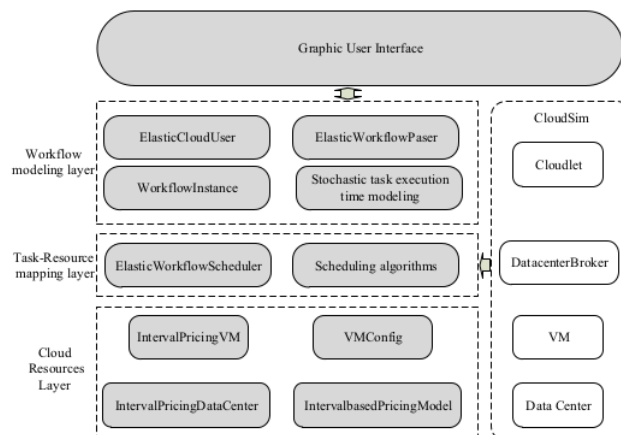 Graphic User Interface
CloudSim
ElasticCloudUser
ElasticWorkflowPaser
Workflow
modeling layer
Cloudlet
WorkflowInstance
Stochastic task execution
time modeling
Task-Resource
mapping layer
ElasticWorkflowScheduler
Scheduling algorithms
DatacenterBroker
IntervalPricingVM
VMConfig
VM
Cloud
Resources
Layer
IntervalPricingDataCenter
IntervalbasedPricingModel
Data Center